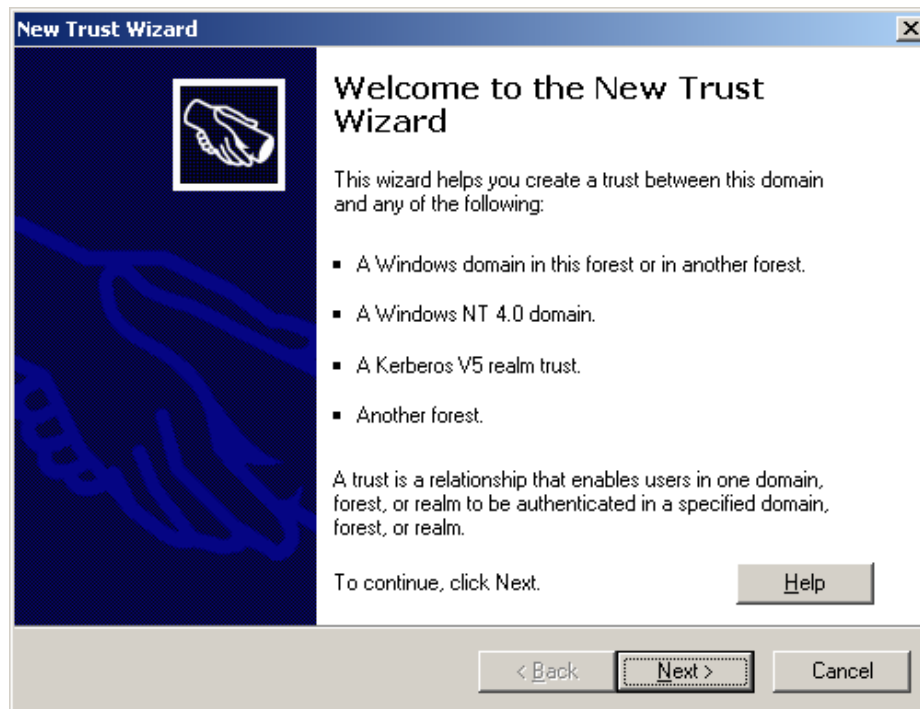 New Trust Wizard
Welcome to the New Trust
Wizard
This wizard helps you create a trust between this domain
and any of the following:
▪ A Windows domain in this forest or in another forest.
▪ A Windows NT 4.0 domain.
▪ A Kerberos V5 realm trust.
▪ Another forest.
A trust is a relationship that enables users in one domain,
forest, or realm to be authenticated in a specified domain,
forest, or realm.
To continue, click Next.
Help
< Back
Next >
Cancel